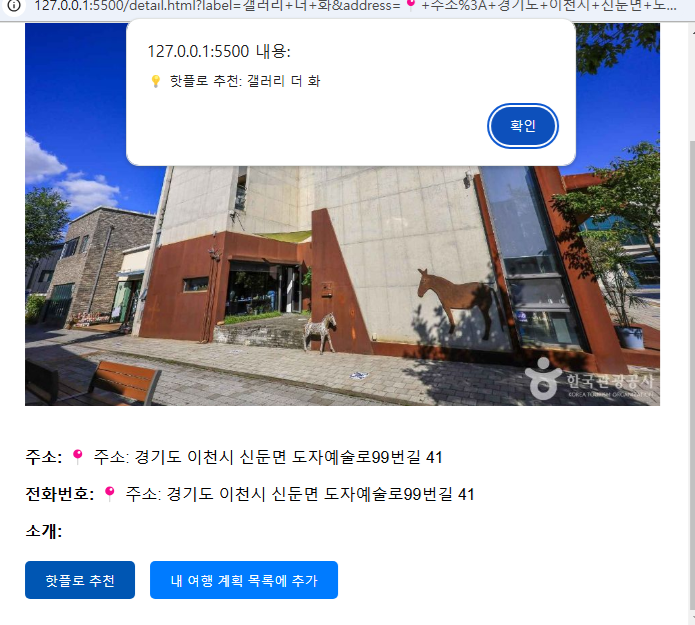 127.0.0.1:5500/detail.html?label=갤러리+더+화&address=📍+주소%3A+경기도+이천시+신둔면+도...
127.0.0.1:5500 내용:
💡 핫플로 추천: 갤러리 더 화
확인
한국관광공사
KOREA TOURISM ORGANIZATION
주소: 📍 주소: 경기도 이천시 신둔면 도자예술로99번길 41
전화번호: 📍 주소: 경기도 이천시 신둔면 도자예술로99번길 41
소개:
핫플로 추천
내 여행 계획 목록에 추가